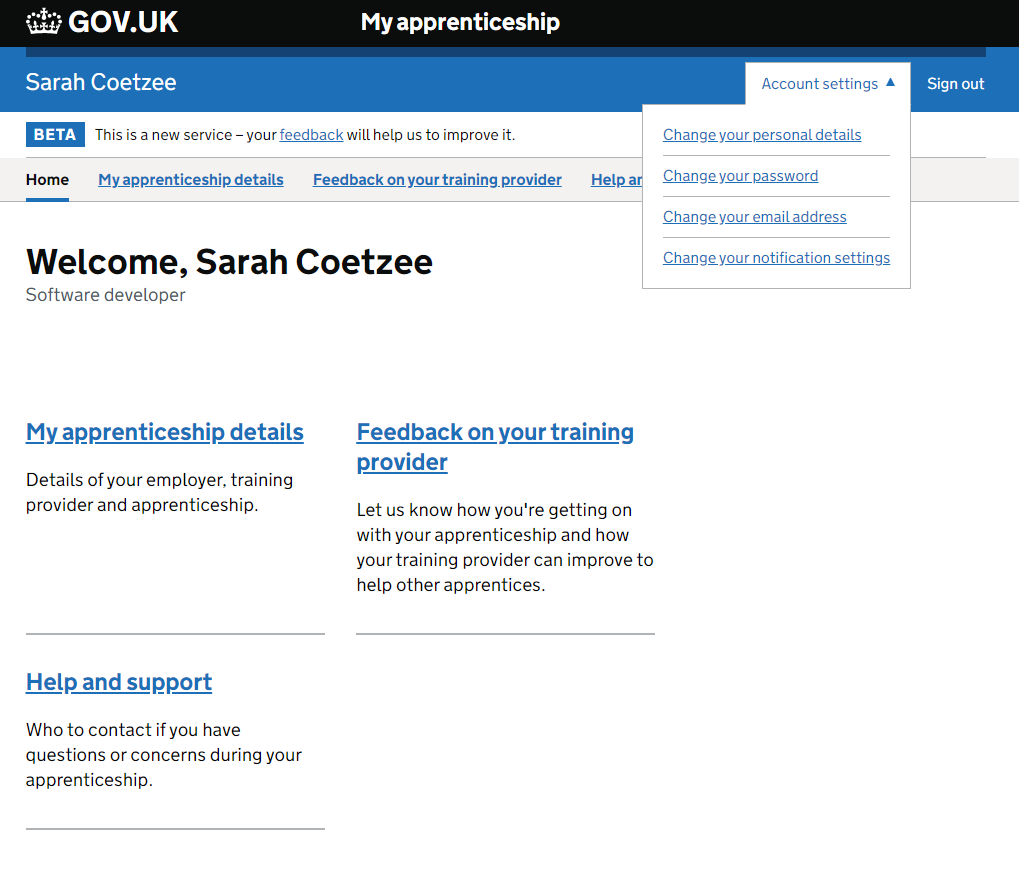 GOV.UK My apprenticeship
Sarah Coetzee Account settings Sign out
BETA This is a new service – your feedback will help us to improve it.
Home My apprenticeship details Feedback on your training provider Help
Change your personal details
Change your password
Change your email address
Change your notification settings
Welcome, Sarah Coetzee
Software developer
My apprenticeship details
Details of your employer, training
provider and apprenticeship.
Feedback on your training
provider
Let us know how you're getting on
with your apprenticeship and how
your training provider can improve to
help other apprentices.
Help and support
Who to contact if you have
questions or concerns during your
apprenticeship.